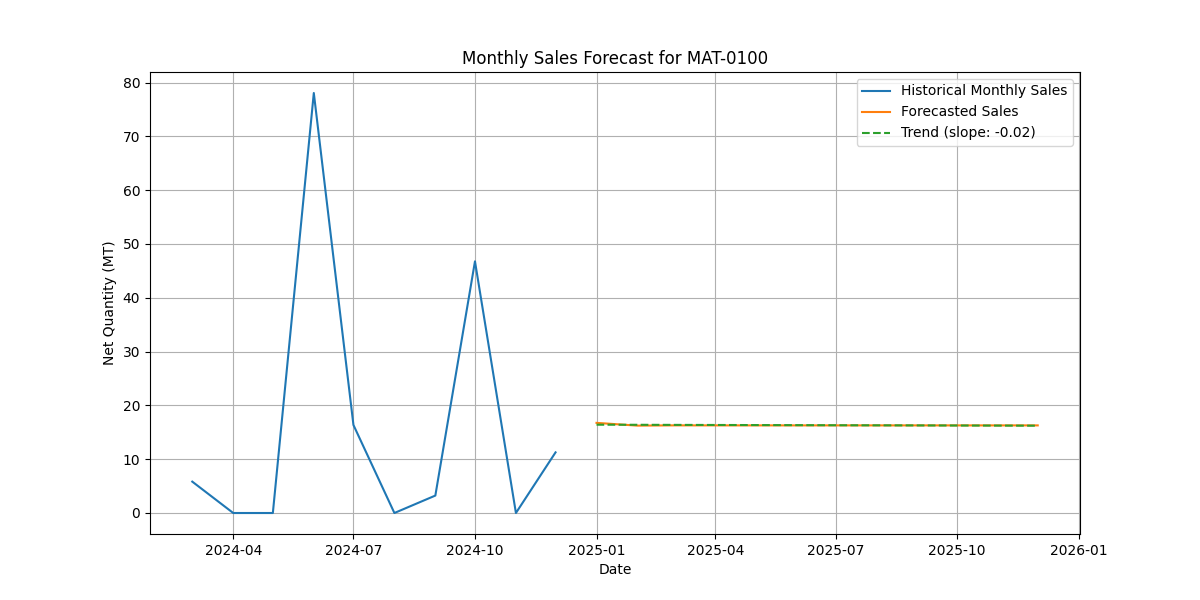 Monthly Sales Forecast for MAT-0100
Historical Monthly Sales
Forecasted Sales
Trend (slope: -0.02)
Net Quantity (MT)
80
70
60
50
40
30
20
10
0
2024-04
2024-07
2024-10
2025-01
2025-04
2025-07
2025-10
2026-01
Date